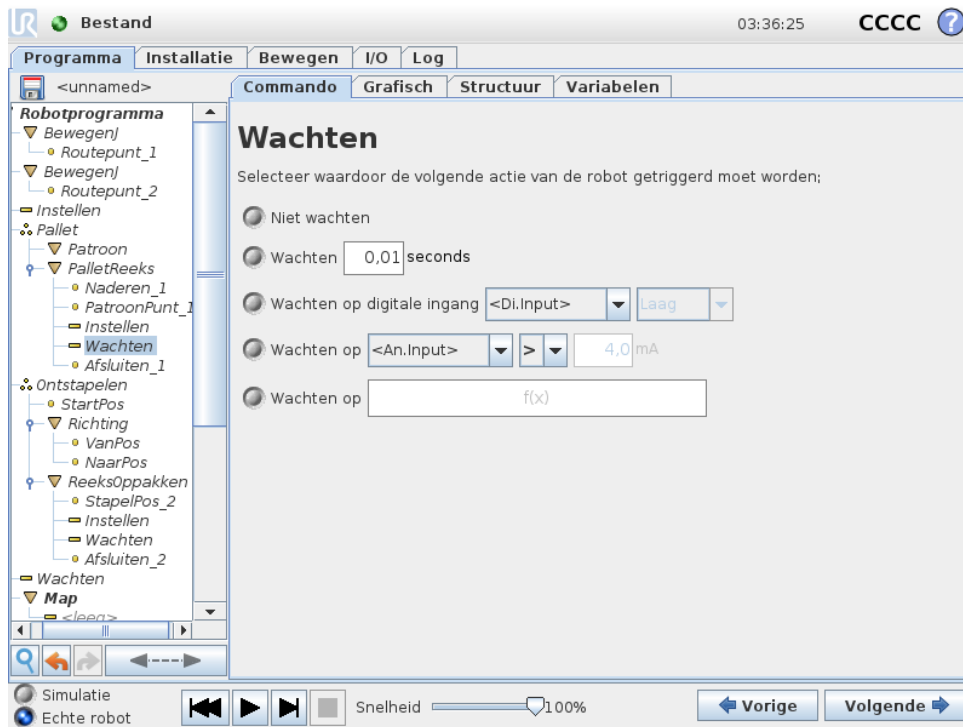 UR Bestand 03:36:25 CCCC ?
Programma Installatie Bewegen I/O Log
<unnamed>
Commando Grafisch Structuur Variabelen
Robotprogramma
BewegenJ
Routepunt_1
BewegenJ
Routepunt_2
Instellen
Pallet
Patroon
PalletReeks
Naderen_1
PatroonPunt_1
Instellen
Wachten
Afsluiten_1
Ontstapelen
StartPos
Richting
VanPos
NaarPos
ReeksOppakken
StapelPos_2
Instellen
Wachten
Afsluiten_2
Wachten
Map
<leeg>
Wachten
Selecteer waardoor de volgende actie van de robot getriggerd moet worden;
Niet wachten
Wachten 0,01 seconds
Wachten op digitale ingang <Di.Input> Laag
Wachten op <An.Input> > 4,0 mA
Wachten op f(x)
Simulatie
Echte robot
Snelheid 100%
Vorige Volgende